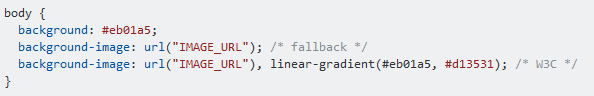 body {
  background: #eb01a5;
  background-image: url("IMAGE_URL"); /* fallback */
  background-image: url("IMAGE_URL"), linear-gradient(#eb01a5, #d13531); /* W3C */
}